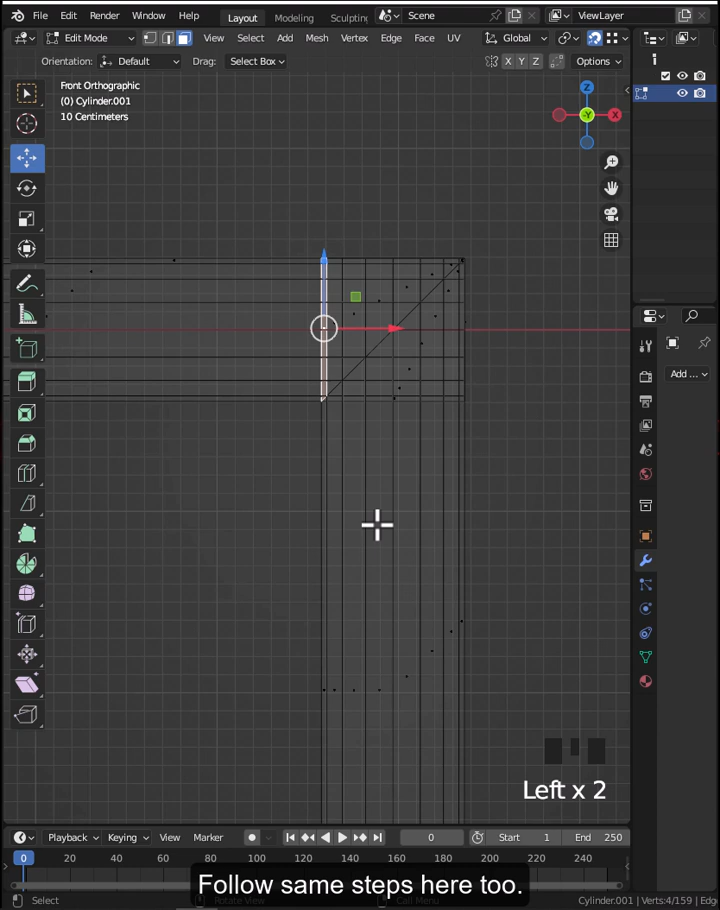 File Edit Render Window Help Layout Modeling Sculptin Scene ViewLayer
Edit Mode View Select Add Mesh Vertex Edge Face UV Global
Orientation: Default Drag: Select Box X Y Z Options
Front Orthographic
(0) Cylinder.001
10 Centimeters
Z
X
-Y
Add ...
Left x 2
Playback Keying View Marker 0 Start 1 End 250
0 20 40 60 80 100 120 140 160 180 200 220 240
Follow same steps here too.
Select Rotate View Call Menu Cylinder.001 | Verts:4/159 | Edg